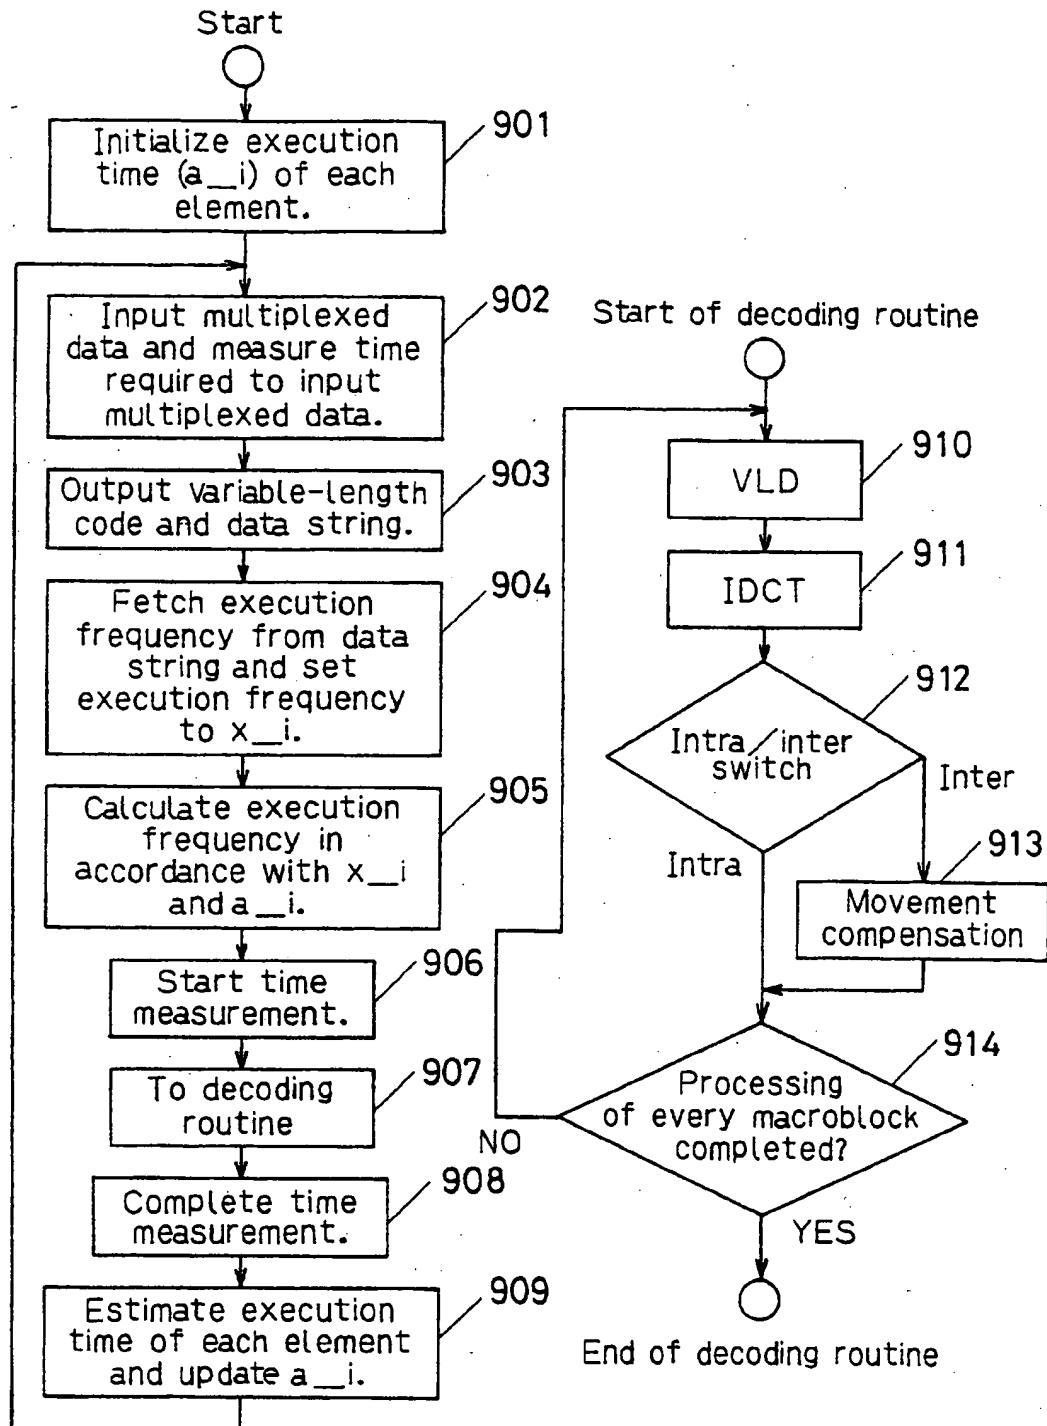 Start
901
Initialize execution
time (a__i) of each
element.
902
Input multiplexed
data and measure time
required to input
multiplexed data.
903
Output variable-length
code and data string.
904
Fetch execution
frequency from data
string and set
execution frequency
to x__i.
905
Calculate execution
frequency in
accordance with x__i
and a__i.
906
Start time
measurement.
907
To decoding
routine
908
Complete time
measurement.
909
Estimate execution
time of each element
and update a__i.
Start of decoding routine
910
VLD
911
IDCT
912
Intra/inter
switch
Inter
Intra
913
Movement
compensation
914
Processing
of every macroblock
completed?
NO
YES
End of decoding routine